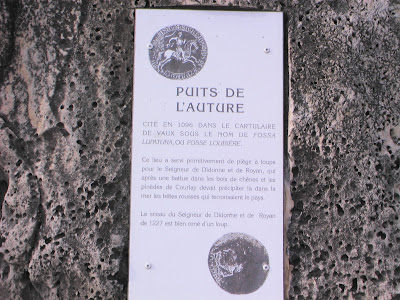 PUITS DE
L'AUTURE
CITÉ EN 1096 DANS LE CARTULAIRE
DE VAUX SOUS LE NOM DE FOSSA
LUPATURIA, OU FOSSE LOUBIÈRE.
Ce lieu a servi primitivement de piège à loups
pour le Seigneur de Didonne et de Royan, qui
après une battue dans les bois de chênes et les
pinèdes de Courlay devait précipiter là dans la
mer les bêtes rousses qui terrorisaient le pays.
Le sceau du Seigneur de Didonne et de Royan
de 1227 est bien orné d'un loup.